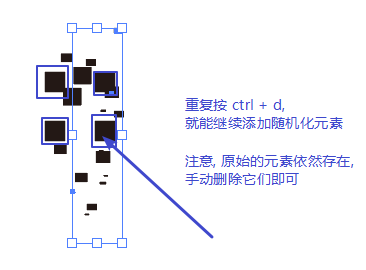 重复按 ctrl + d,
就能继续添加随机化元素
注意, 原始的元素依然存在,
手动删除它们即可